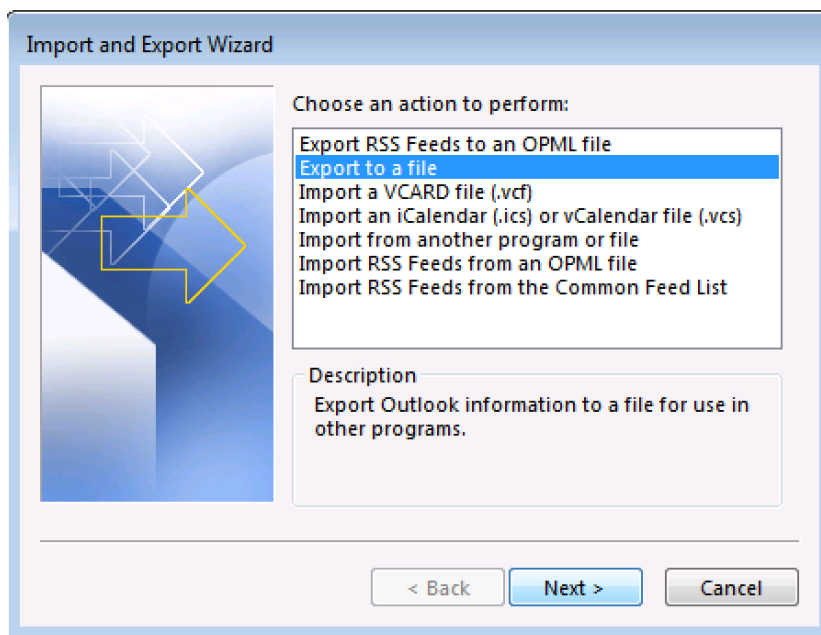 Import and Export Wizard
Choose an action to perform:
Export RSS Feeds to an OPML file
Export to a file
Import a VCARD file (.vcf)
Import an iCalendar (.ics) or vCalendar file (.vcs)
Import from another program or file
Import RSS Feeds from an OPML file
Import RSS Feeds from the Common Feed List
Description
Export Outlook information to a file for use in
other programs.
< Back Next > Cancel